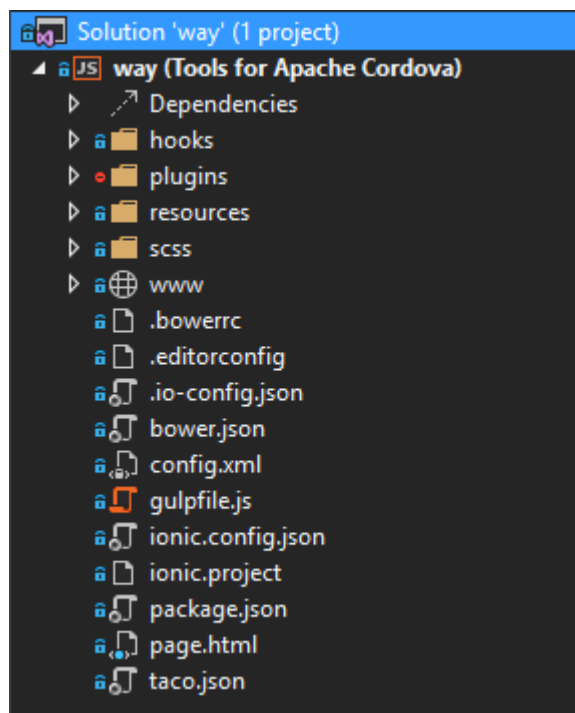 Solution 'way' (1 project)
JS way (Tools for Apache Cordova)
Dependencies
hooks
plugins
resources
scss
www
.bowerrc
.editorconfig
.io-config.json
bower.json
config.xml
gulpfile.js
ionic.config.json
ionic.project
package.json
page.html
taco.json